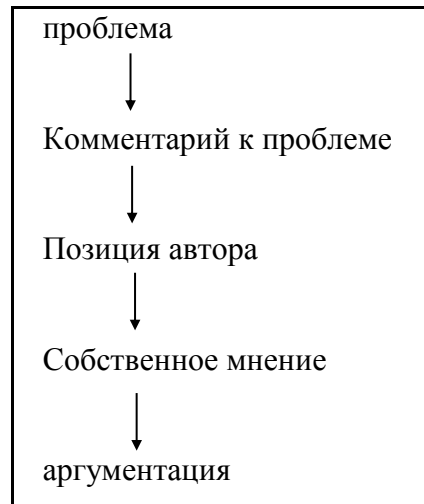 проблема
Комментарий к проблеме
Позиция автора
Собственное мнение
аргументация